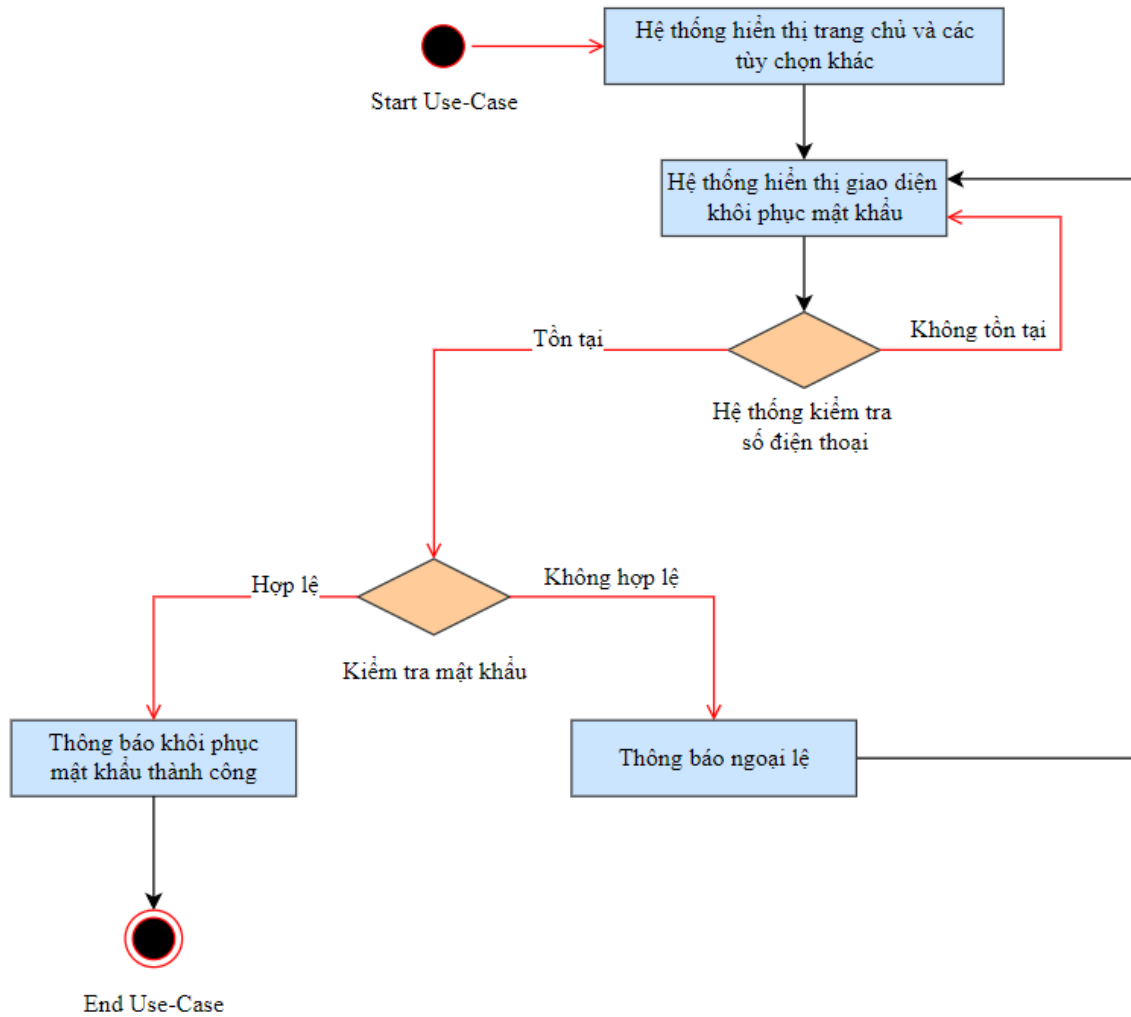 Hệ thống hiển thị trang chủ và các
tùy chọn khác
Start Use-Case
Hệ thống hiển thị giao diện
khôi phục mật khẩu
Tồn tại
Không tồn tại
Hệ thống kiểm tra
số điện thoại
Hợp lệ
Không hợp lệ
Kiểm tra mật khẩu
Thông báo khôi phục
mật khẩu thành công
Thông báo ngoại lệ
End Use-Case